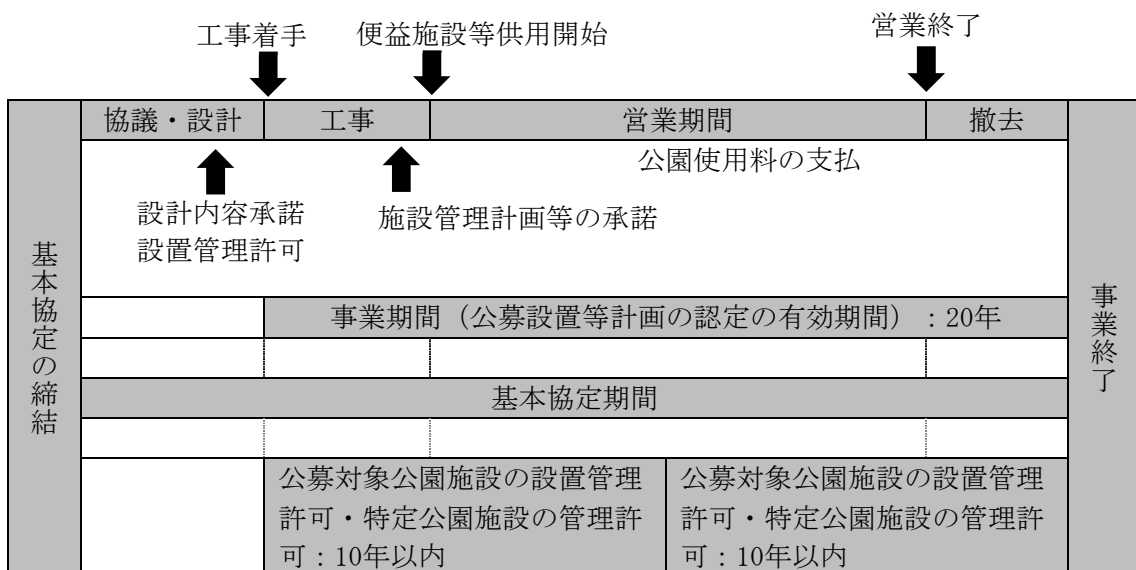 工事着手
便益施設等供用開始
営業終了
協議・設計
工事
営業期間
撤去
公園使用料の支払
設計内容承諾
設置管理許可
施設管理計画等の承諾
基本協定の締結
事業期間（公募設置等計画の認定の有効期間）：20年
事業終了
基本協定期間
公募対象公園施設の設置管理
許可・特定公園施設の管理許
可：10年以内
公募対象公園施設の設置管理
許可・特定公園施設の管理許
可：10年以内